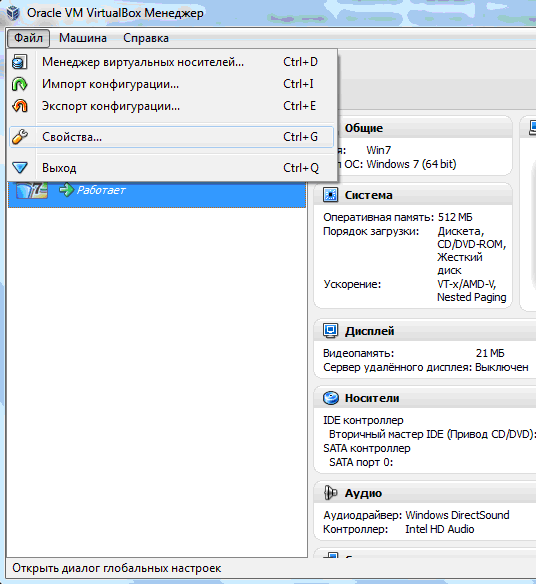 Oracle VM VirtualBox Менеджер
Файл Машина Справка
Менеджер виртуальных носителей... Ctrl+D
Импорт конфигурации... Ctrl+I
Экспорт конфигурации... Ctrl+E
Свойства... Ctrl+G
Выход Ctrl+Q
Работает
Общие
Win7
ОС: Windows 7 (64 bit)
Система
Оперативная память: 512 МБ
Порядок загрузки: Дискета,
CD/DVD-ROM,
Жесткий
диск
Ускорение: VT-x/AMD-V,
Nested Paging
Дисплей
Видеопамять: 21 МБ
Сервер удалённого дисплея: Выключен
Носители
IDE контроллер
Вторичный мастер IDE (Привод CD/DVD):
SATA контроллер
SATA порт 0:
Аудио
Аудиодрайвер: Windows DirectSound
Контроллер: Intel HD Audio
Открыть диалог глобальных настроек